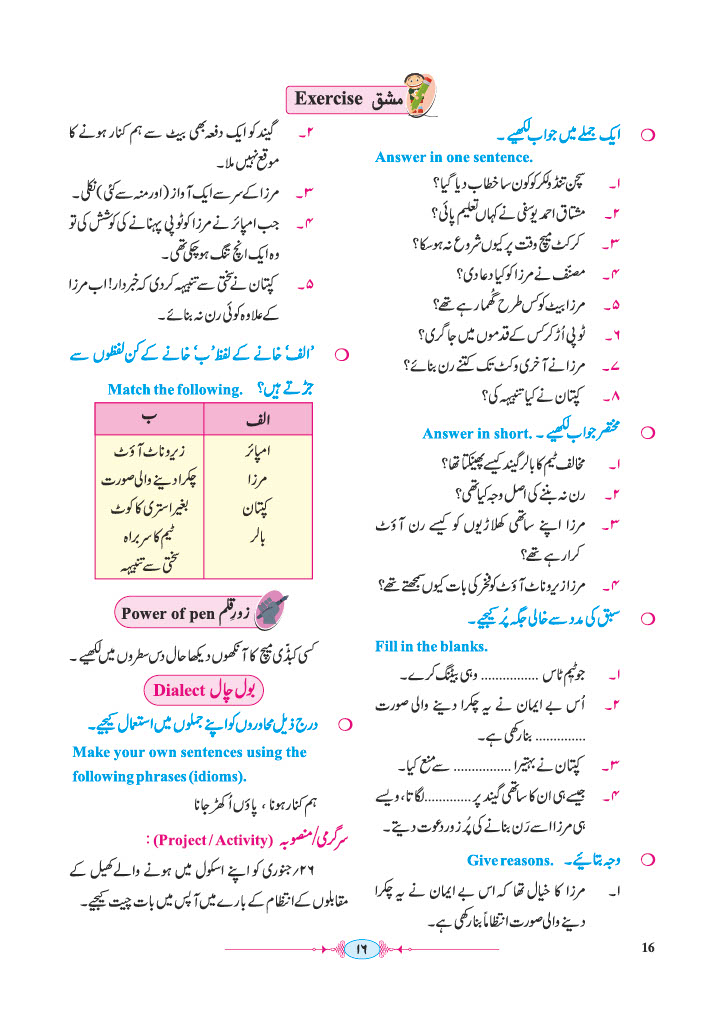 مشق Exercise
ایک جملے میں جواب لکھیے ۔
Answer in one sentence.
۱۔ سچن تنڈولکر کو کون سا خطاب دیا گیا؟
۲۔ مشتاق احمد یوسفی نے کہاں تعلیم پائی؟
۳۔ کرکٹ میچ وقت پر کیوں شروع نہ ہو سکا؟
۴۔ مصنّف نے مرزا کو کیا دعا دی؟
۵۔ مرزا بیٹ کو کس طرح گُھما رہے تھے؟
۶۔ ٹوپی اُڑ کر کس کے قدموں میں جا گری؟
۷۔ مرزا نے آخری وکٹ تک کتنے رن بنائے؟
۸۔ کپتان نے کیا تنبیہہ کی؟
مختصر جواب لکھیے ۔ Answer in short.
۱۔ مخالف ٹیم کا بالر گیند کیسے پھینکتا تھا؟
۲۔ رن نہ بننے کی اصل وجہ کیا تھی؟
۳۔ مرزا اپنے ساتھی کھلاڑیوں کو کیسے رن آؤٹ
کرا رہے تھے؟
۴۔ مرزا زیرو ناٹ آؤٹ کو فخر کی بات کیوں سمجھتے تھے؟
سبق کی مدد سے خالی جگہ پُر کیجیے۔
Fill in the blanks.
۱۔ جو ٹیم ٹاس ................ وہی بیٹنگ کرے۔
۲۔ اُس بے ایمان نے یہ چکرا دینے والی صورت
.............. بنا رکھی ہے۔
۳۔ کپتان نے بہتیرا ................ سے منع کیا۔
۴۔ جیسے ہی ان کا ساتھی گیند پر .............لگاتا، ویسے
ہی مرزا اسے رَن بنانے کی پُر زور دعوت دیتے۔
وجہ بتائیے۔ Give reasons.
۱۔ مرزا کا خیال تھا کہ اس بے ایمان نے یہ چکرا
دینے والی صورت انتظاماً بنا رکھی ہے۔
۲۔ گیند کو ایک دفعہ بھی بیٹ سے ہم کنار ہونے کا
موقع نہیں ملا۔
۳۔ مرزا کے سر سے ایک آواز (اور منہ سے کئی) نکلی۔
۴۔ جب امپائر نے مرزا کو ٹوپی پہنانے کی کوشش کی تو
وہ ایک انچ تنگ ہو چکی تھی۔
۵۔ کپتان نے سختی سے تنبیہہ کر دی کہ خبردار! اب مرزا
کے علاوہ کوئی رن نہ بنائے۔
'الف' خانے کے لفظ 'ب' خانے کے کن لفظوں سے
جڑتے ہیں؟ Match the following.
الف ب
امپائر زیرو ناٹ آؤٹ
مرزا چکرا دینے والی صورت
کپتان بغیر استری کا کوٹ
بالر ٹیم کا سربراہ
سختی سے تنبیہہ
زورِ قلم Power of pen
کسی کبڈّی میچ کا آنکھوں دیکھا حال دس سطروں میں لکھیے ۔
بول چال Dialect
درج ذیل محاوروں کو اپنے جملوں میں استعمال کیجیے۔
Make your own sentences using the
following phrases (idioms).
ہم کنار ہونا ، پاؤں اُکھڑ جانا
سرگرمی/منصوبہ (Project / Activity) :
۲۶؍ جنوری کو اپنے اسکول میں ہونے والے کھیل کے
مقابلوں کے انتظام کے بارے میں آپس میں بات چیت کیجیے۔
۱۶
16